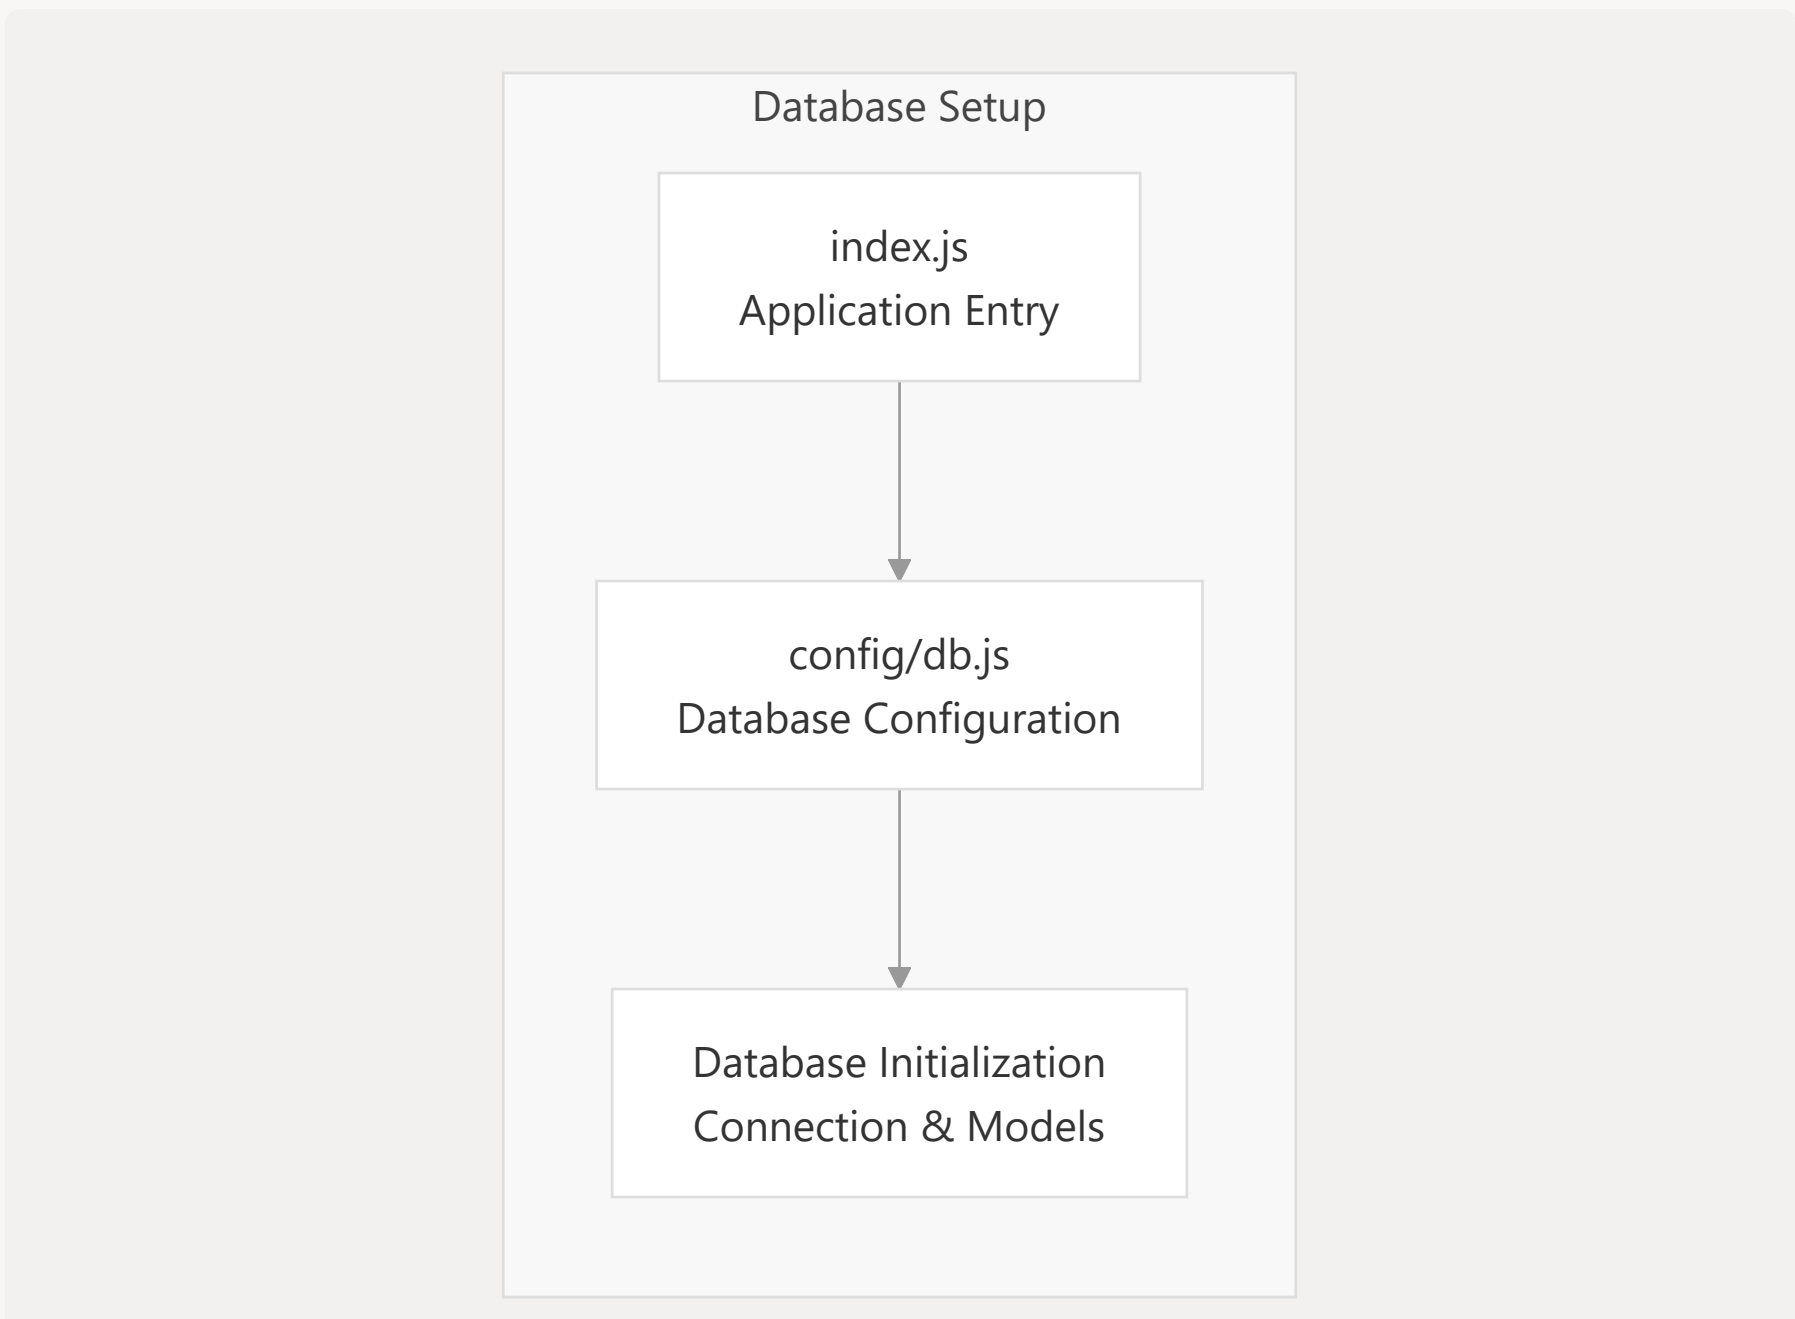 Database Setup
index.js
Application Entry
config/db.js
Database Configuration
Database Initialization
Connection & Models